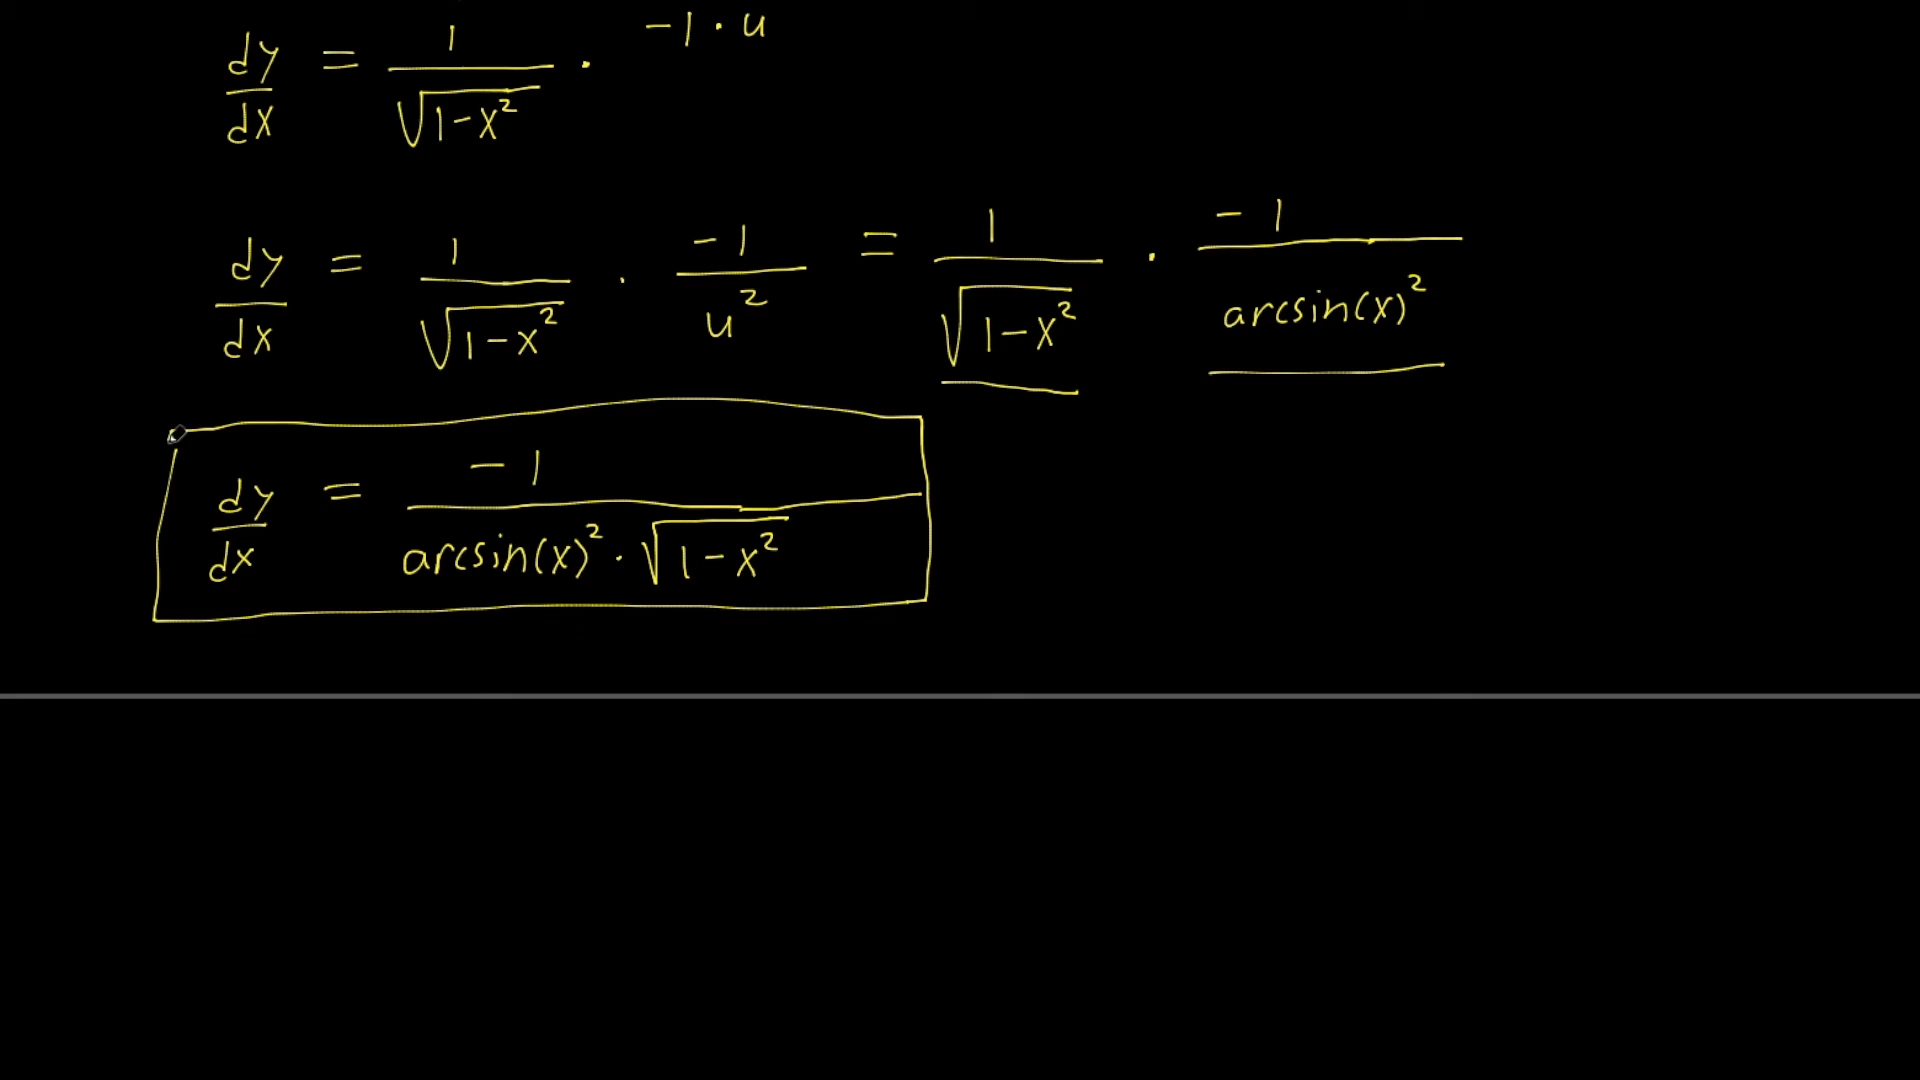 dy/dx = 1/√(1-x²) · -1·u
dy/dx = 1/√(1-x²) · -1/u² = 1/√(1-x²) · -1/arcsin(x)²
dy/dx = -1/(arcsin(x)² · √(1-x²))